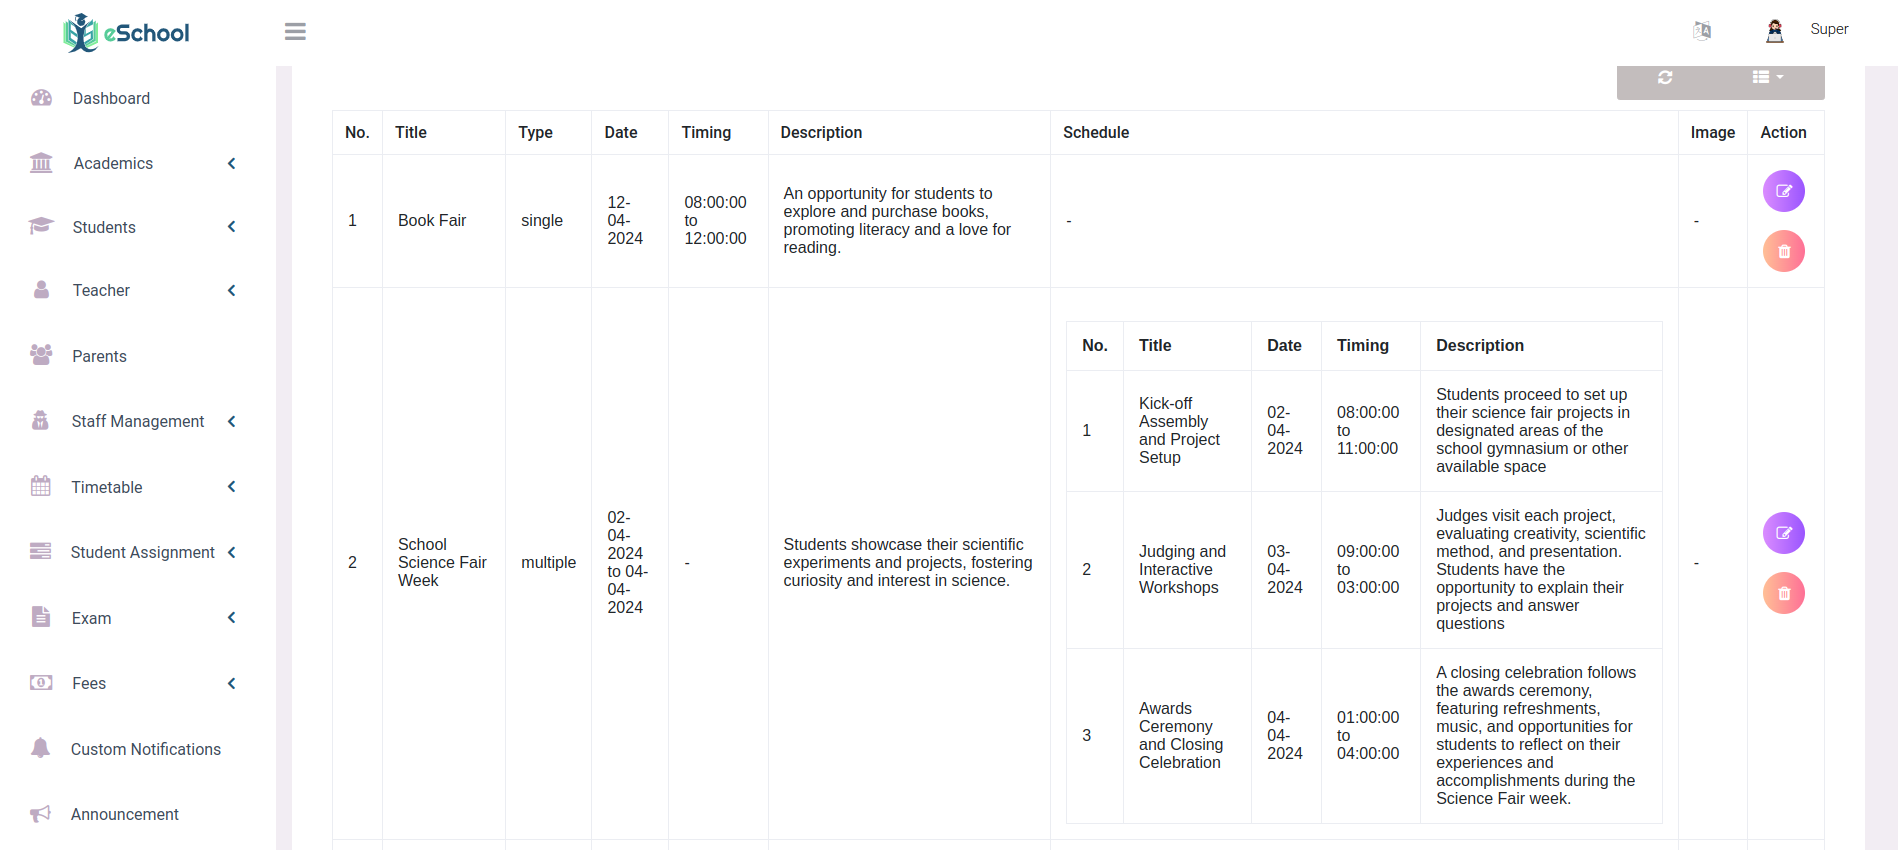 eSchool
Super
Dashboard
Academics
Students
Teacher
Parents
Staff Management
Timetable
Student Assignment
Exam
Fees
Custom Notifications
Announcement
No. Title Type Date Timing Description Schedule Image Action
1
Book Fair
single
12-
04-
2024
08:00:00
to
12:00:00
An opportunity for students to
explore and purchase books,
promoting literacy and a love for
reading.
-
-
2
School
Science Fair
Week
multiple
02-
04-
2024
to 04-
04-
2024
-
Students showcase their scientific
experiments and projects, fostering
curiosity and interest in science.
No. Title Date Timing Description
1
Kick-off
Assembly
and Project
Setup
02-
04-
2024
08:00:00
to
11:00:00
Students proceed to set up
their science fair projects in
designated areas of the
school gymnasium or other
available space
2
Judging and
Interactive
Workshops
03-
04-
2024
09:00:00
to
03:00:00
Judges visit each project,
evaluating creativity, scientific
method, and presentation.
Students have the
opportunity to explain their
projects and answer
questions
3
Awards
Ceremony
and Closing
Celebration
04-
04-
2024
01:00:00
to
04:00:00
A closing celebration follows
the awards ceremony,
featuring refreshments,
music, and opportunities for
students to reflect on their
experiences and
accomplishments during the
Science Fair week.
-